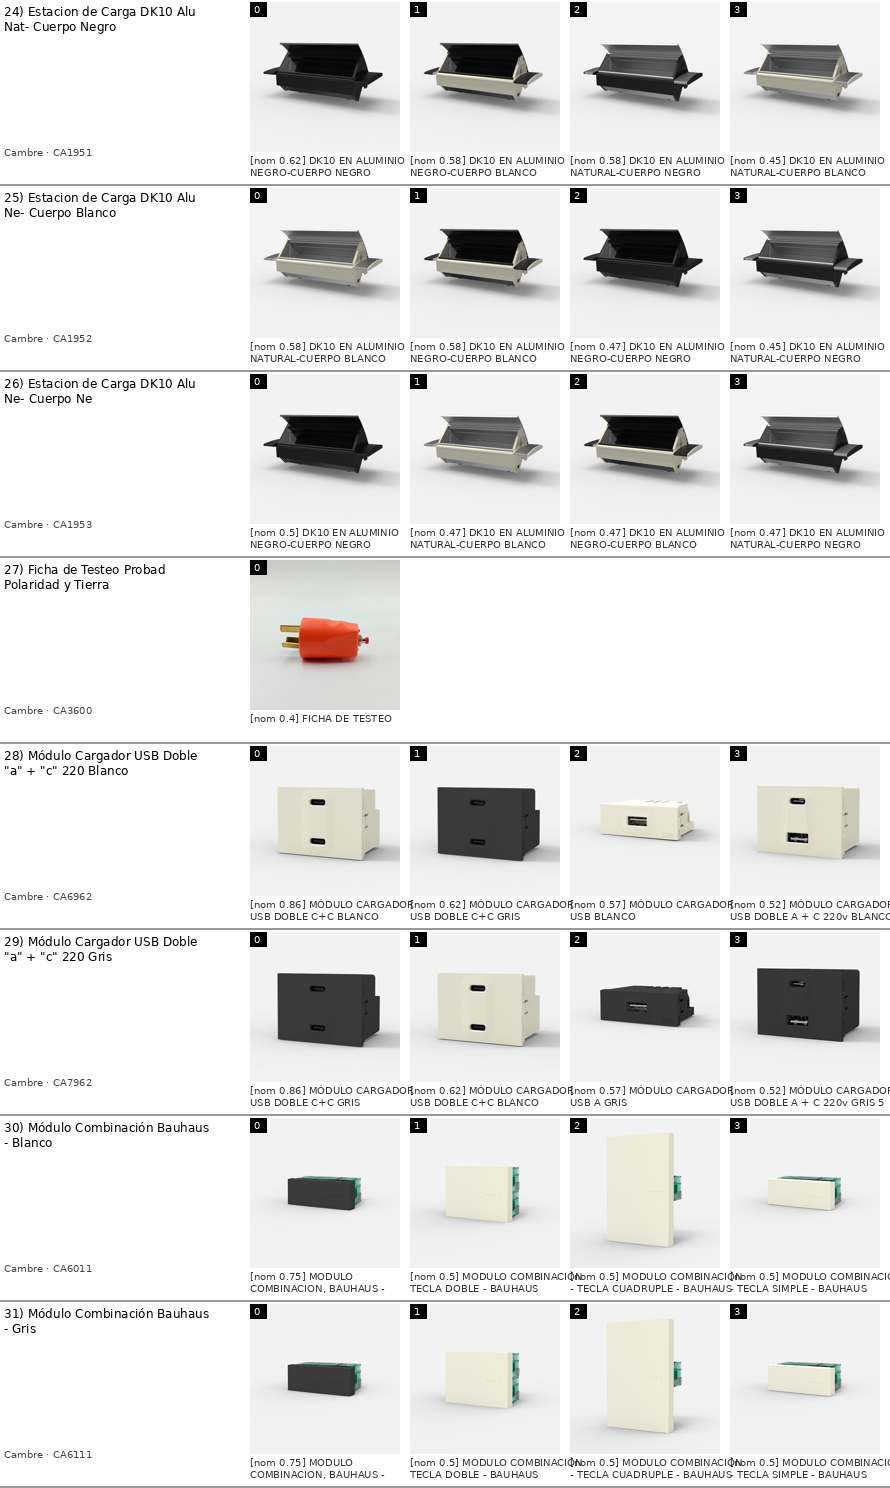 24) Estacion de Carga DK10 Alu
Nat- Cuerpo Negro
Cambre · CA1951
0
1
2
3
[nom 0.62] DK10 EN ALUMINIO
NEGRO-CUERPO NEGRO
[nom 0.58] DK10 EN ALUMINIO
NEGRO-CUERPO BLANCO
[nom 0.58] DK10 EN ALUMINIO
NATURAL-CUERPO NEGRO
[nom 0.45] DK10 EN ALUMINIO
NATURAL-CUERPO BLANCO
25) Estacion de Carga DK10 Alu
Ne- Cuerpo Blanco
Cambre · CA1952
0
1
2
3
[nom 0.58] DK10 EN ALUMINIO
NATURAL-CUERPO BLANCO
[nom 0.58] DK10 EN ALUMINIO
NEGRO-CUERPO BLANCO
[nom 0.47] DK10 EN ALUMINIO
NEGRO-CUERPO NEGRO
[nom 0.45] DK10 EN ALUMINIO
NATURAL-CUERPO NEGRO
26) Estacion de Carga DK10 Alu
Ne- Cuerpo Ne
Cambre · CA1953
0
1
2
3
[nom 0.5] DK10 EN ALUMINIO
NEGRO-CUERPO NEGRO
[nom 0.47] DK10 EN ALUMINIO
NATURAL-CUERPO BLANCO
[nom 0.47] DK10 EN ALUMINIO
NEGRO-CUERPO BLANCO
[nom 0.47] DK10 EN ALUMINIO
NATURAL-CUERPO NEGRO
27) Ficha de Testeo Probad
Polaridad y Tierra
Cambre · CA3600
0
[nom 0.4] FICHA DE TESTEO
28) Módulo Cargador USB Doble
"a" + "c" 220 Blanco
Cambre · CA6962
0
1
2
3
[nom 0.86] MÓDULO CARGADOR
USB DOBLE C+C BLANCO
[nom 0.62] MÓDULO CARGADOR
USB DOBLE C+C GRIS
[nom 0.57] MÓDULO CARGADOR
USB BLANCO
[nom 0.52] MÓDULO CARGADOR
USB DOBLE A + C 220v BLANCO
29) Módulo Cargador USB Doble
"a" + "c" 220 Gris
Cambre · CA7962
0
1
2
3
[nom 0.86] MÓDULO CARGADOR
USB DOBLE C+C GRIS
[nom 0.62] MÓDULO CARGADOR
USB DOBLE C+C BLANCO
[nom 0.57] MÓDULO CARGADOR
USB A GRIS
[nom 0.52] MÓDULO CARGADOR
USB DOBLE A + C 220v GRIS 5
30) Módulo Combinación Bauhaus
- Blanco
Cambre · CA6011
0
1
2
3
[nom 0.75] MODULO
COMBINACION, BAUHAUS -
[nom 0.5] MODULO COMBINACIÓN
TECLA DOBLE - BAUHAUS
[nom 0.5] MODULO COMBINACIÓN
- TECLA CUADRUPLE - BAUHAUS
[nom 0.5] MODULO COMBINACIÓ
- TECLA SIMPLE - BAUHAUS
31) Módulo Combinación Bauhaus
- Gris
Cambre · CA6111
0
1
2
3
[nom 0.75] MODULO
COMBINACION, BAUHAUS -
[nom 0.5] MODULO COMBINACIÓN
TECLA DOBLE - BAUHAUS
[nom 0.5] MODULO COMBINACIÓN
- TECLA CUADRUPLE - BAUHAUS
[nom 0.5] MODULO COMBINACIÓ
- TECLA SIMPLE - BAUHAUS